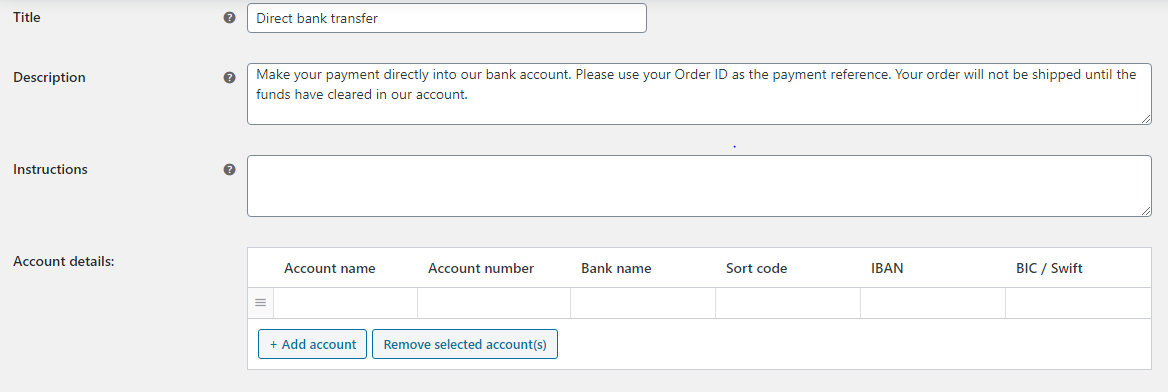 Title
Direct bank transfer
Description
Make your payment directly into our bank account. Please use your Order ID as the payment reference. Your order will not be shipped until the
funds have cleared in our account.
Instructions
Account details:
Account name Account number Bank name Sort code IBAN BIC / Swift
+ Add account Remove selected account(s)